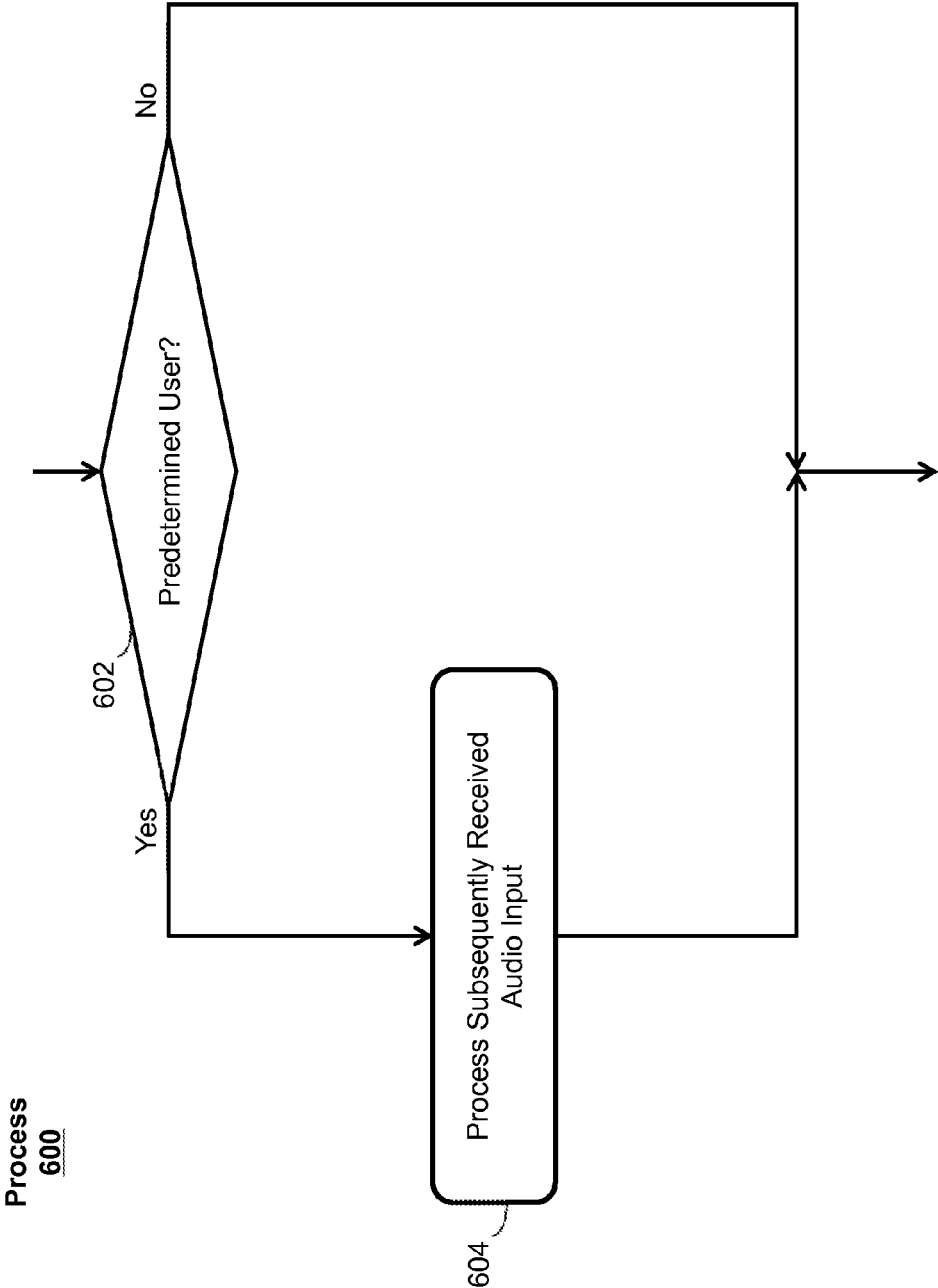 Process
600
602
Predetermined User?
Yes
No
604
Process Subsequently Received
Audio Input